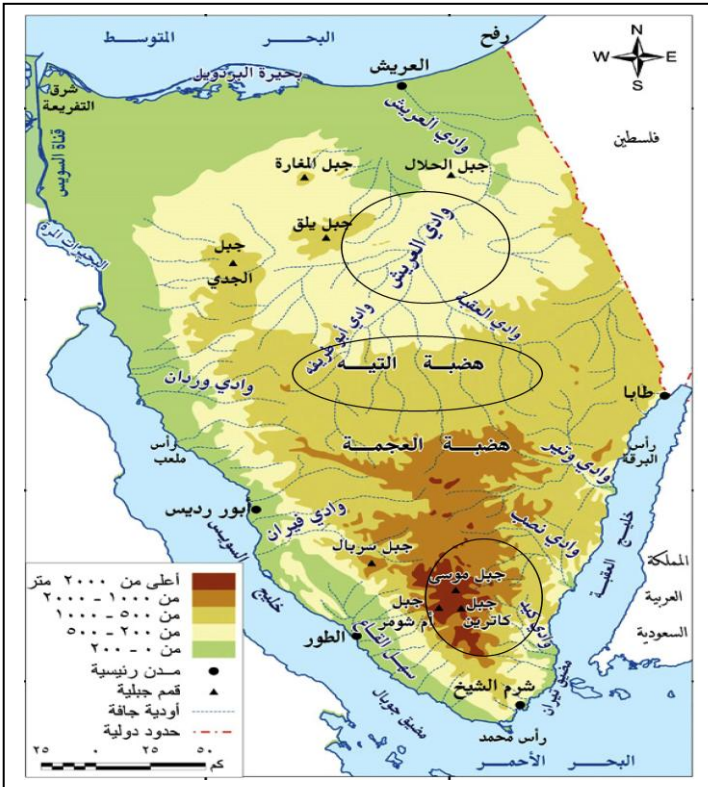 البحر المتوسط
رفح
N
W E
S
بحيرة البردويل
العريش
شرق
التفريعة
فلسطين
قناة السويس
وادي العريش
جبل المغارة
جبل الحلال
جبل يلق
وادي العريش
البحيرات المرة
جبل
الجدي
وادي العقبة
هضبة التيه
وادي وردان
طابا
هضبة العجمة
رأس
ملعب
رأس
البرقة
وادي وتير
أبور رديس
وادي فيران
وادي نصب
خليج السويس
خليج العقبة
جبل سربال
المملكة
العربية
السعودية
جبل موسى
جبل
كاترين
جبل
أم شومر
وادي كيد
الطور
سهل القاع
شرم الشيخ
مضيق تيران
مضيق جوبال
رأس محمد
البحر الأحمر
أعلى من ٢٠٠٠ متر
من ١٠٠٠ - ٢٠٠٠
من ٥٠٠ - ١٠٠٠
من ٢٠٠ - ٥٠٠
من ٠ - ٢٠٠
مدن رئيسية
قمم جبلية
أودية جافة
حدود دولية
٢٥ ٠ ٢٥ ٥٠
كم